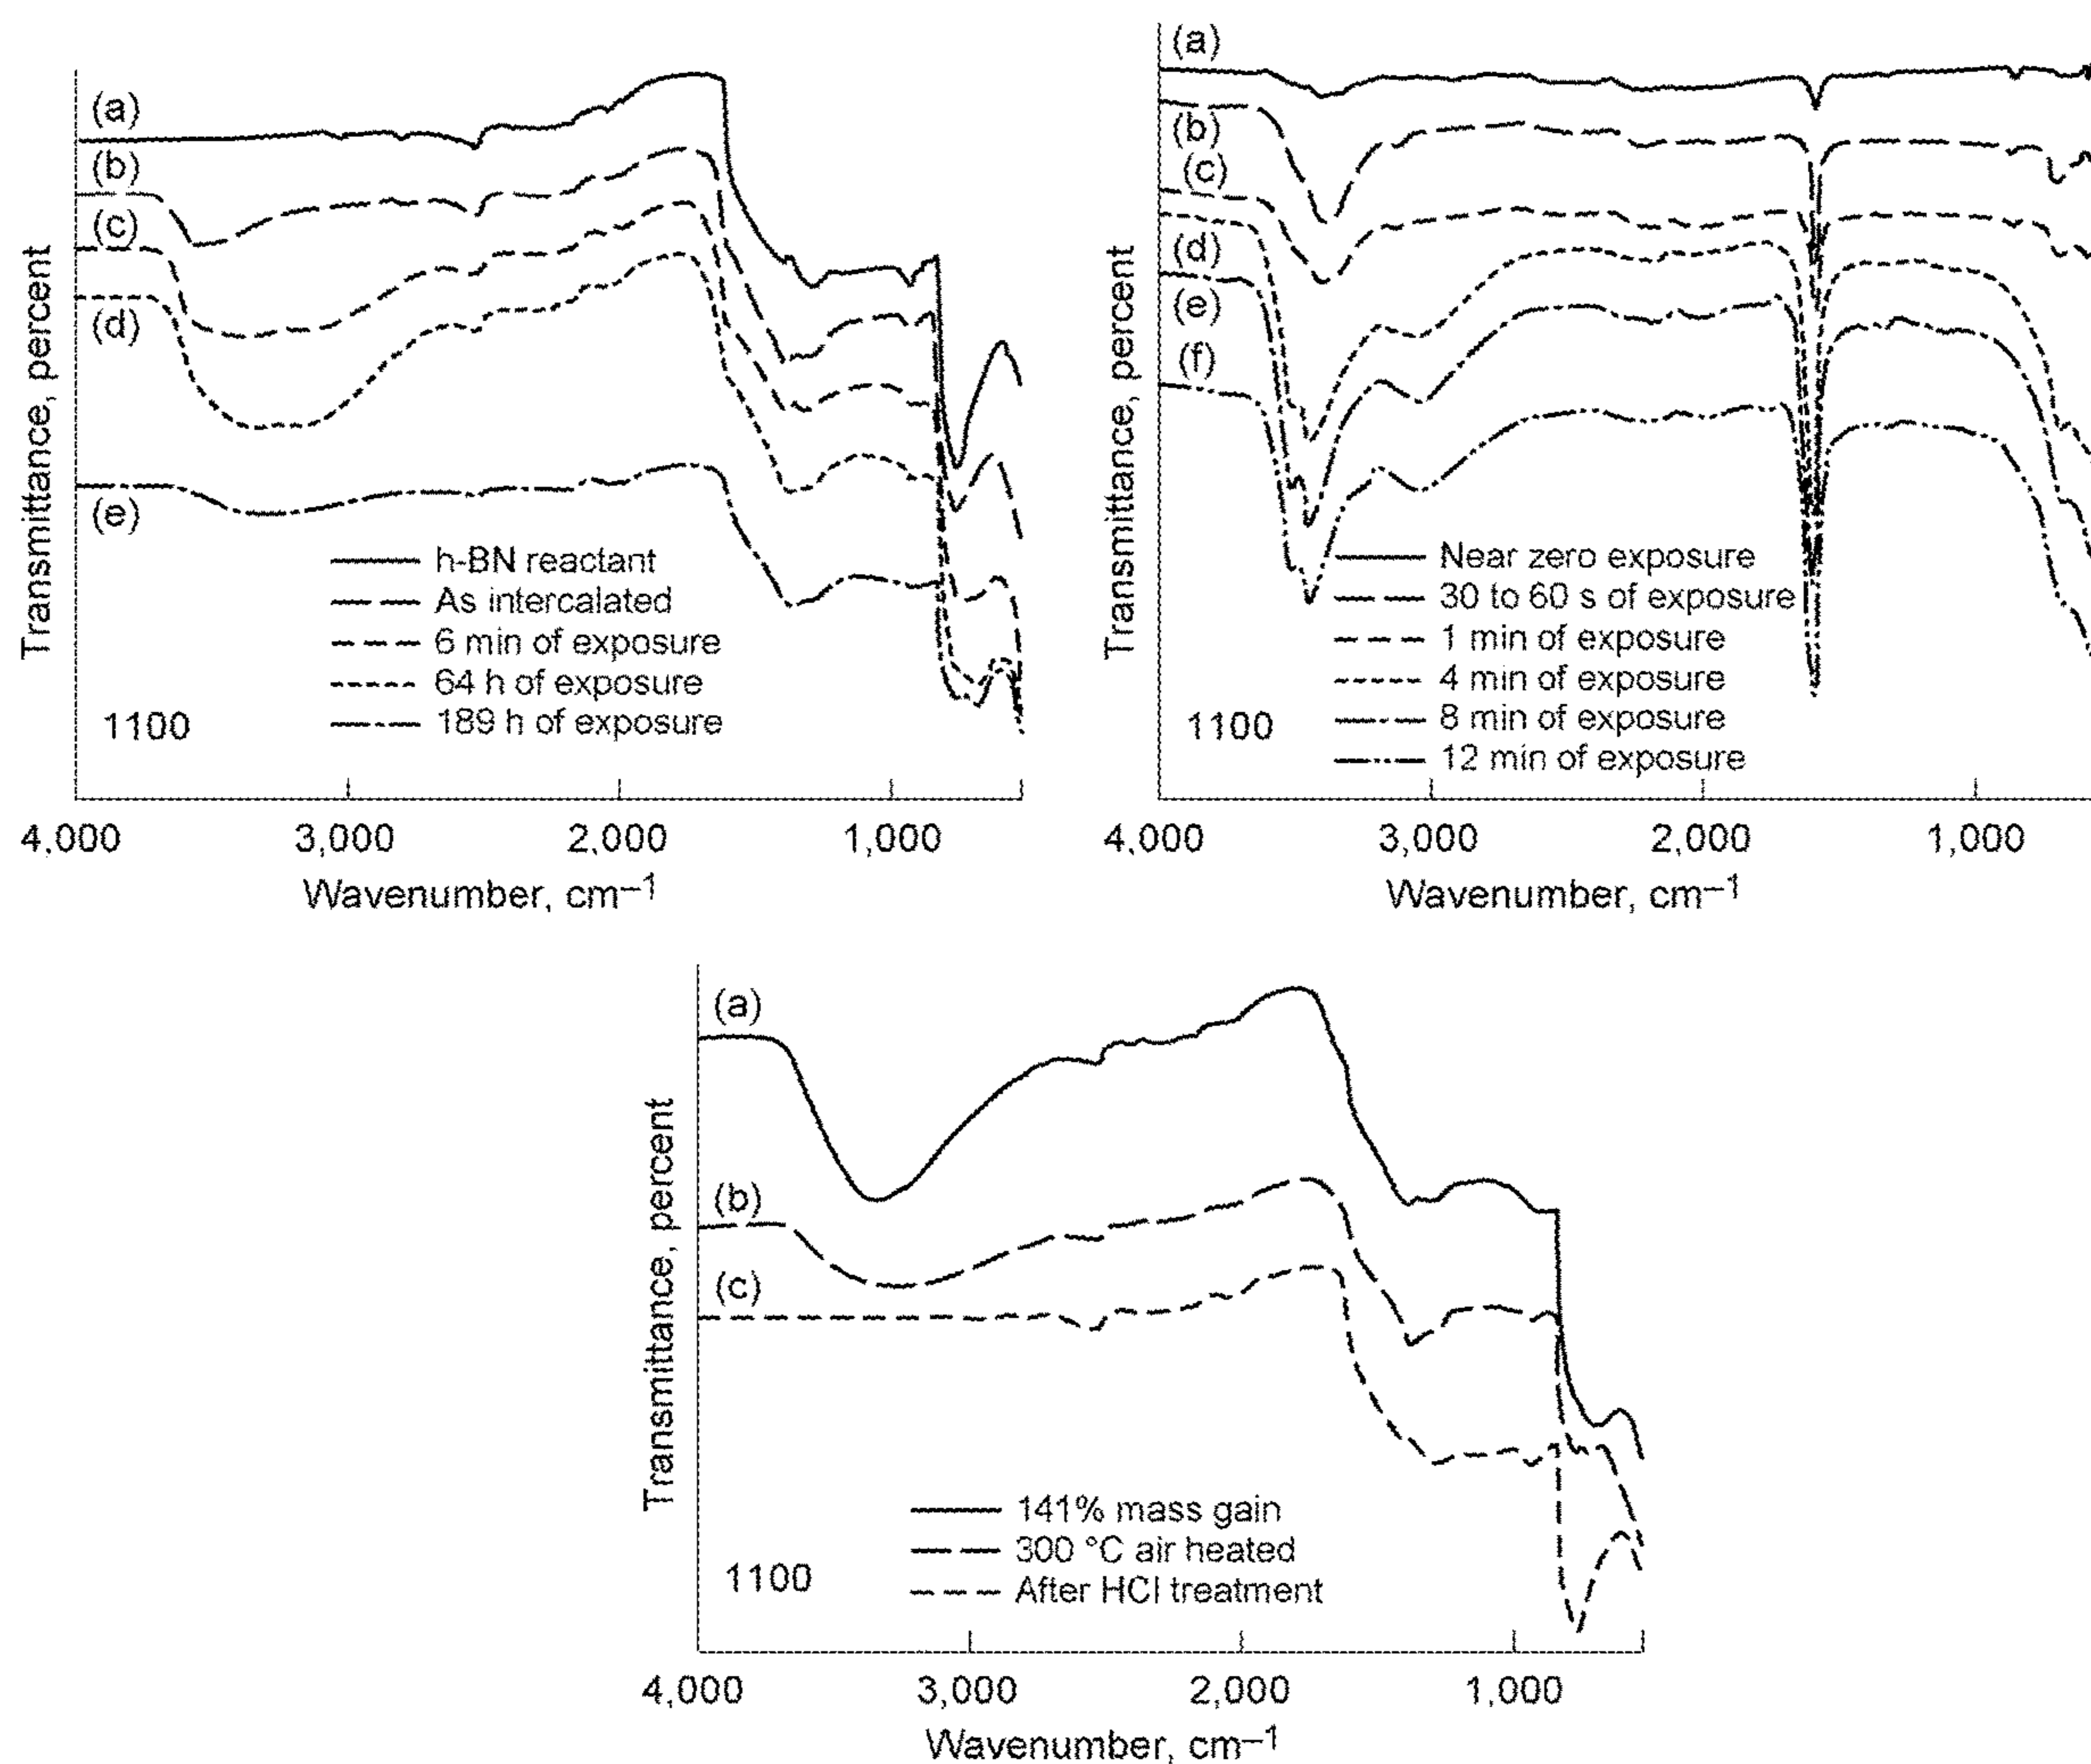 (a)
(b)
(c)
(d)
(e)
Transmittance, percent
h-BN reactant
As intercalated
6 min of exposure
64 h of exposure
189 h of exposure
1100
4,000 3,000 2,000 1,000
Wavenumber, cm–1
(a)
(b)
(c)
(d)
(e)
(f)
Transmittance, percent
Near zero exposure
30 to 60 s of exposure
1 min of exposure
4 min of exposure
8 min of exposure
12 min of exposure
1100
4,000 3,000 2,000 1,000
Wavenumber, cm–1
(a)
(b)
(c)
Transmittance, percent
141% mass gain
300 °C air heated
After HCl treatment
1100
4,000 3,000 2,000 1,000
Wavenumber, cm–1